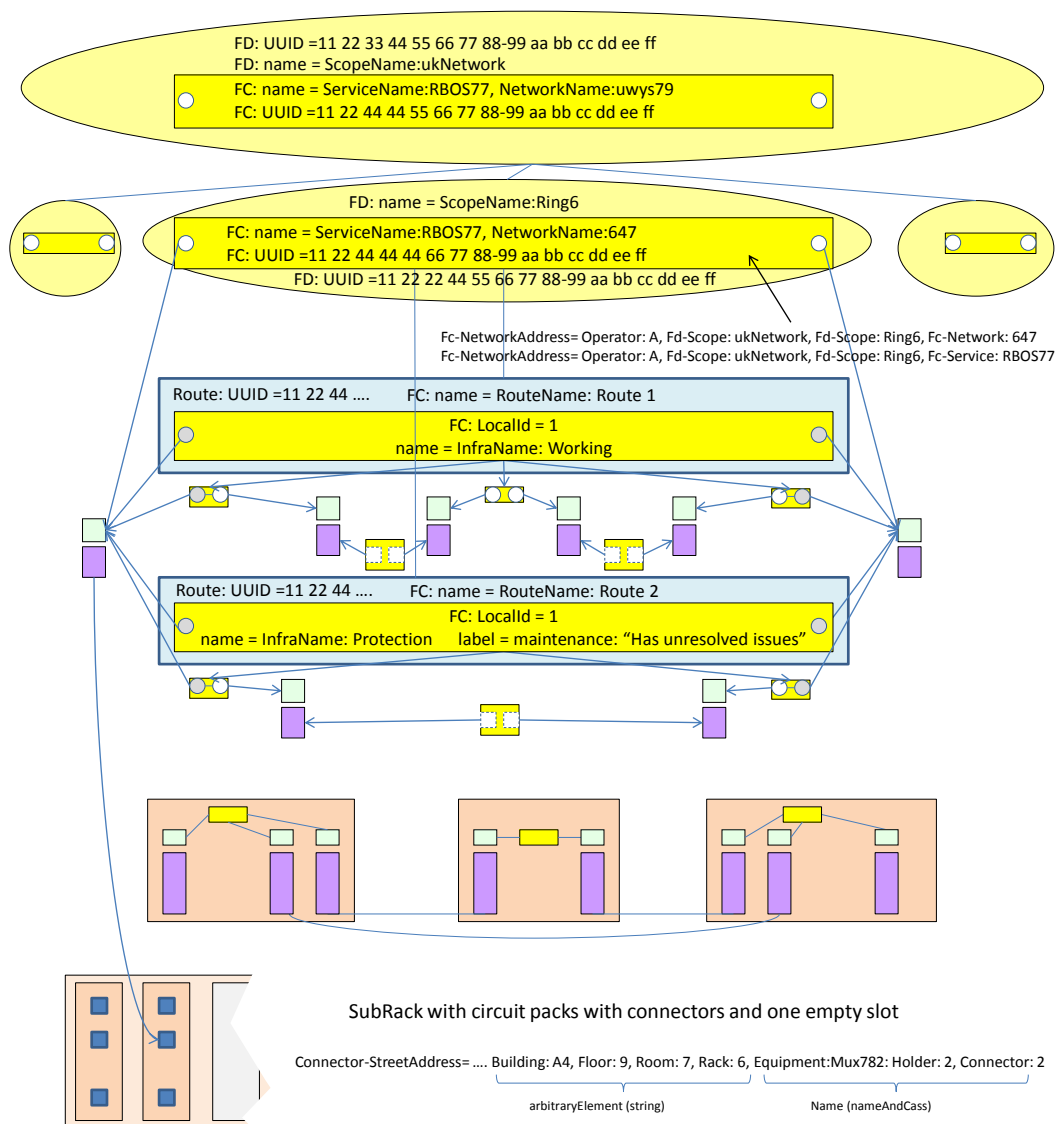 FD: UUID =11 22 33 44 55 66 77 88-99 aa bb cc dd ee ff
FD: name = ScopeName:ukNetwork
FC: name = ServiceName:RBOS77, NetworkName:uwys79
FC: UUID =11 22 44 44 55 66 77 88-99 aa bb cc dd ee ff
FD: name = ScopeName:Ring6
FC: name = ServiceName:RBOS77, NetworkName:647
FC: UUID =11 22 44 44 44 66 77 88-99 aa bb cc dd ee ff
FD: UUID =11 22 22 44 55 66 77 88-99 aa bb cc dd ee ff
Fc-NetworkAddress= Operator: A, Fd-Scope: ukNetwork, Fd-Scope: Ring6, Fc-Network: 647
Fc-NetworkAddress= Operator: A, Fd-Scope: ukNetwork, Fd-Scope: Ring6, Fc-Service: RBOS77
Route: UUID =11 22 44 .... FC: name = RouteName: Route 1
FC: LocalId = 1
name = InfraName: Working
Route: UUID =11 22 44 .... FC: name = RouteName: Route 2
FC: LocalId = 1
name = InfraName: Protection label = maintenance: “Has unresolved issues”
SubRack with circuit packs with connectors and one empty slot
Connector-StreetAddress= .... Building: A4, Floor: 9, Room: 7, Rack: 6, Equipment:Mux782: Holder: 2, Connector: 2
arbitraryElement (string) Name (nameAndCass)